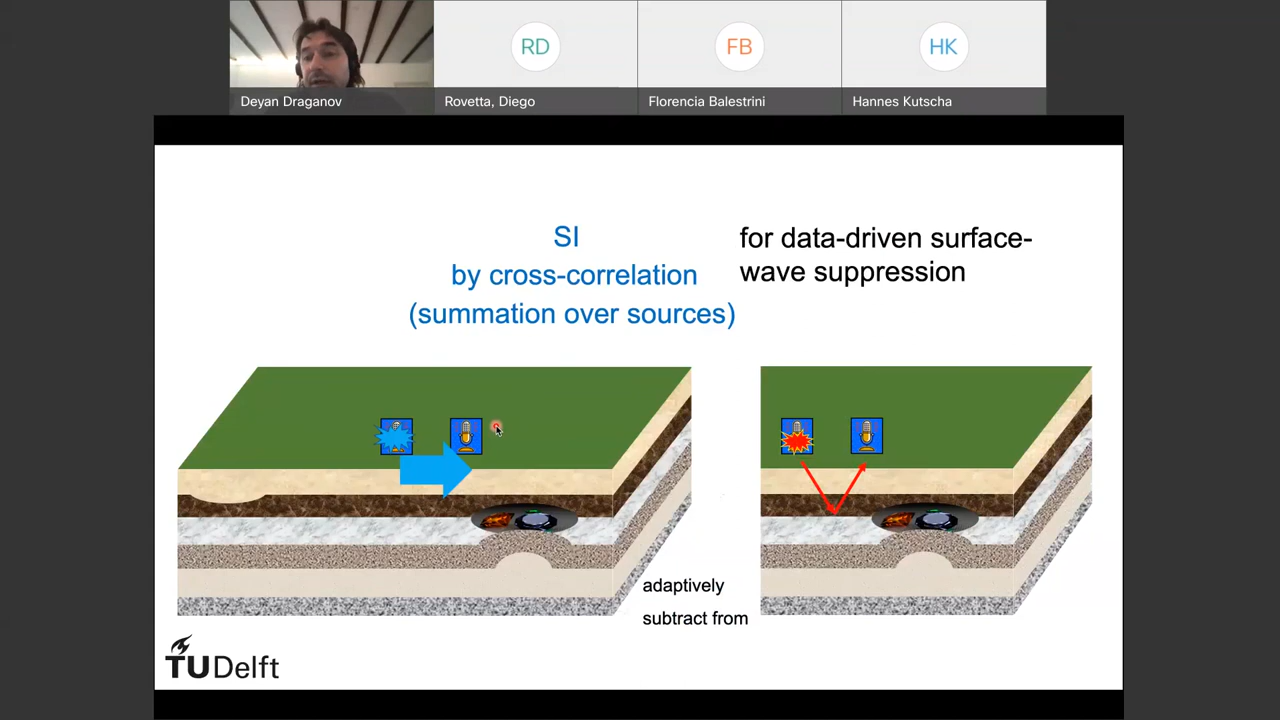 RD
FB
HK
Deyan Draganov
Rovetta, Diego
Florencia Balestrini
Hannes Kutscha
SI
by cross-correlation
(summation over sources)
for data-driven surface-
wave suppression
adaptively
subtract from
TUDelft